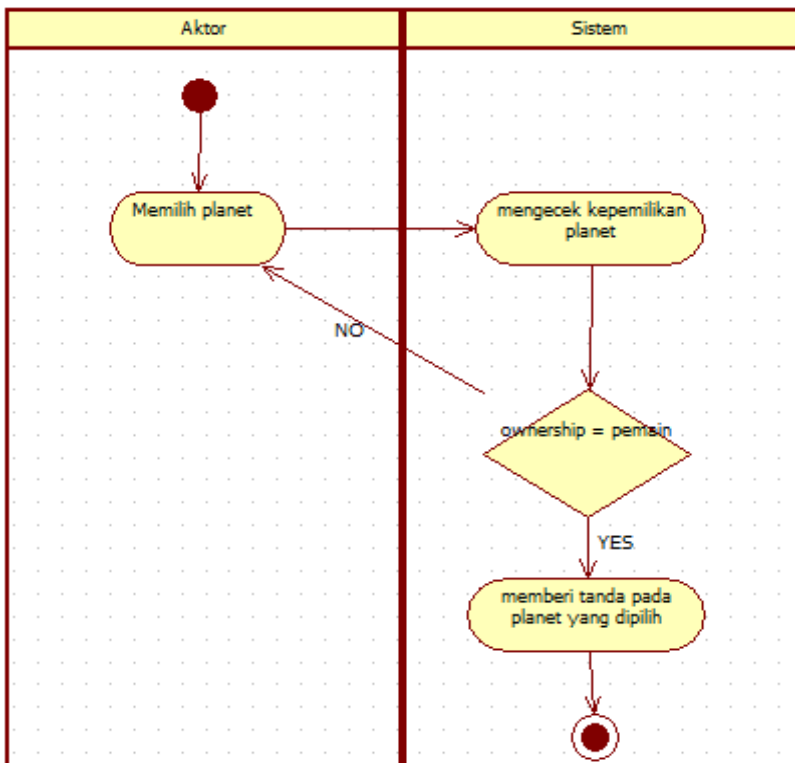 Aktor
Sistem
Memilih planet
mengecek kepemilikan
planet
NO
ownership = pemain
YES
memberi tanda pada
planet yang dipilih